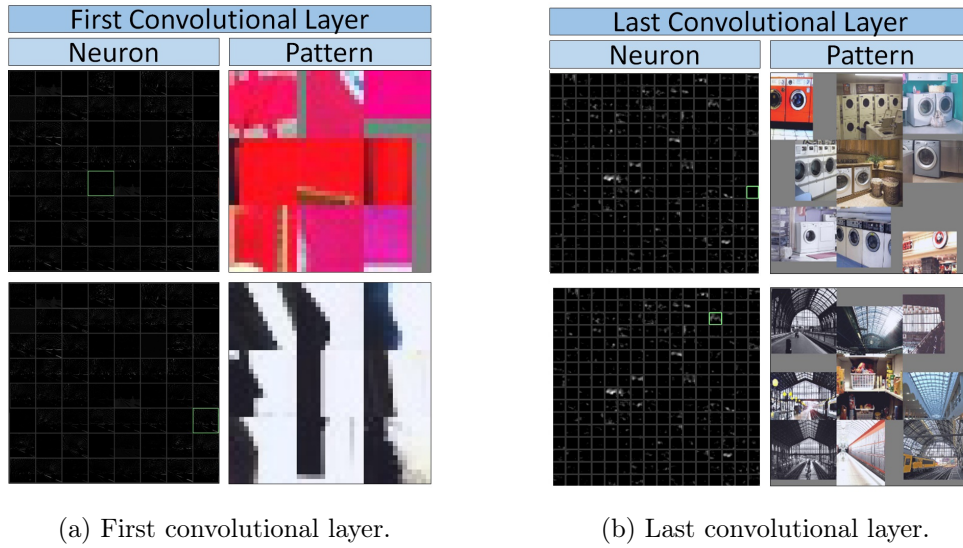 First Convolutional Layer
Neuron
Pattern
Last Convolutional Layer
Neuron
Pattern
(a) First convolutional layer.
(b) Last convolutional layer.